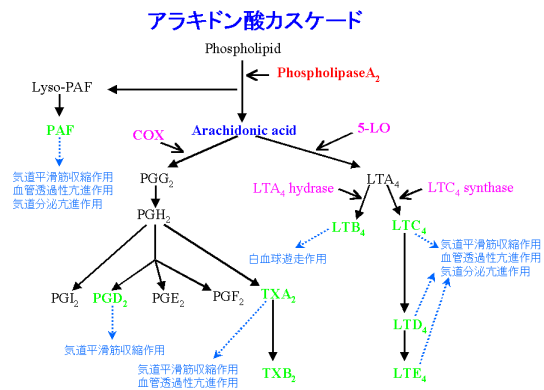 アラキドン酸カスケード
Phospholipid
PhospholipaseA2
Lyso-PAF
PAF
COX
Arachidonic acid
5-LO
気道平滑筋収縮作用
血管透過性亢進作用
気道分泌亢進作用
PGG2
LTA4 hydrase
LTA4
LTC4 synthase
PGH2
LTB4
LTC4
白血球遊走作用
気道平滑筋収縮作用
血管透過性亢進作用
気道分泌亢進作用
PGI2
PGD2
PGE2
PGF2
TXA2
LTD4
気道平滑筋収縮作用
気道平滑筋収縮作用
血管透過性亢進作用
TXB2
LTE4